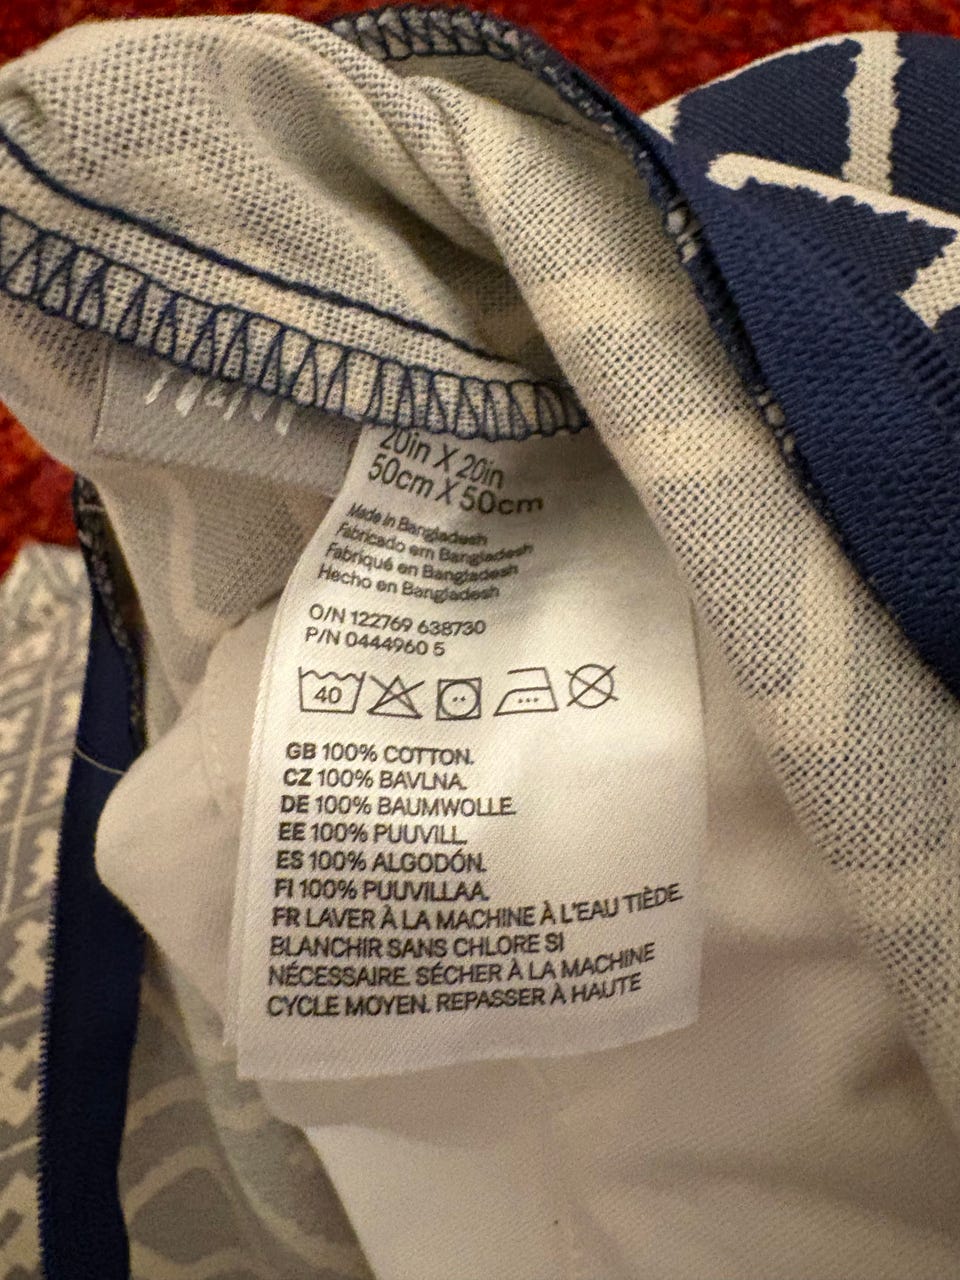 20in X 20in
50cm X 50cm
Made in Bangladesh
Fabricado em Bangladesh
Fabriqué en Bangladesh
Hecho en Bangladesh
O/N 122769 638730
P/N 0444960 5
40
GB 100% COTTON.
CZ 100% BAVLNA.
DE 100% BAUMWOLLE.
EE 100% PUUVILL.
ES 100% ALGODÓN.
FI 100% PUUVILLAA.
FR LAVER À LA MACHINE À L'EAU TIÈDE.
BLANCHIR SANS CHLORE SI
NÉCESSAIRE. SÉCHER À LA MACHINE
CYCLE MOYEN. REPASSER À HAUTE